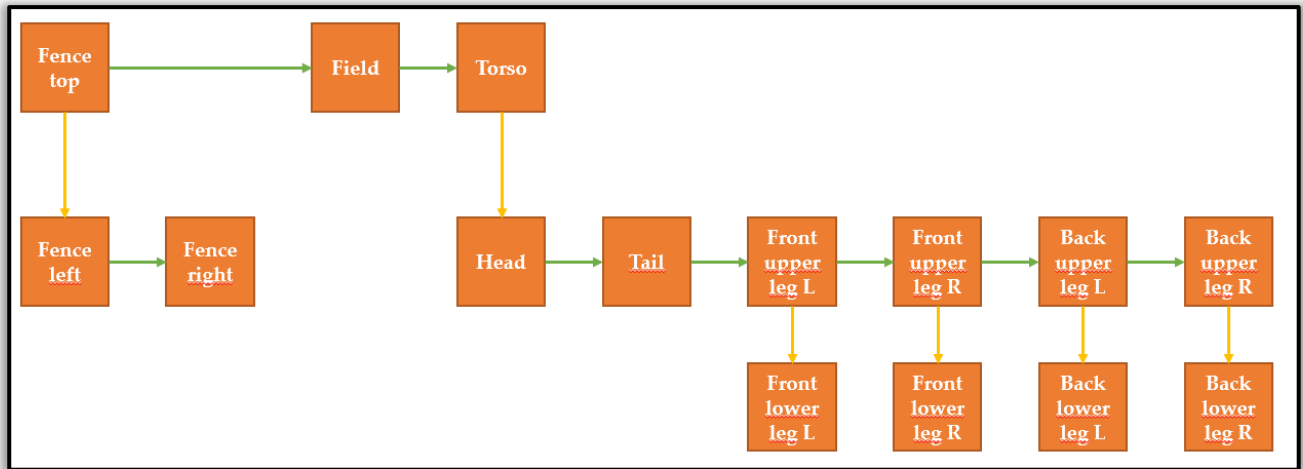 Fence
top
Field
Torso
Fence
left
Fence
right
Head
Tail
Front
upper
leg L
Front
upper
leg R
Back
upper
leg L
Back
upper
leg R
Front
lower
leg L
Front
lower
leg R
Back
lower
leg L
Back
lower
leg R